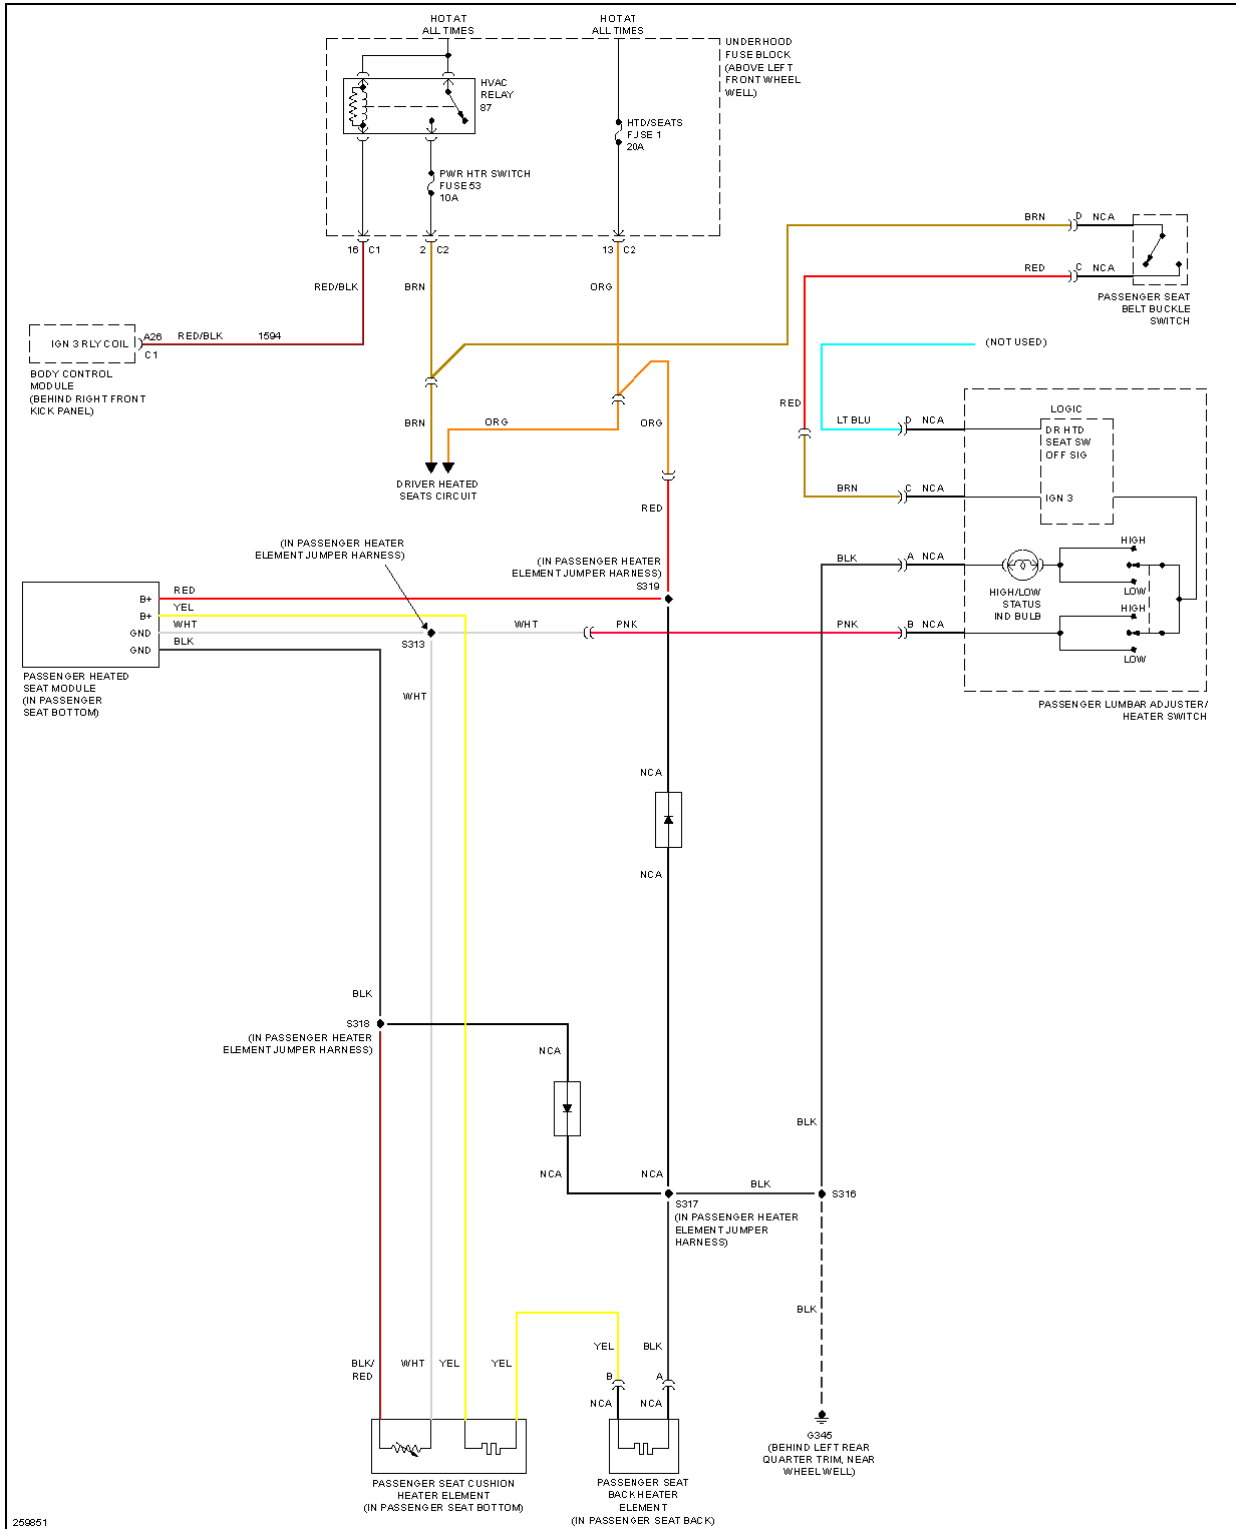 HOT AT
ALL TIMES
HOT AT
ALL TIMES
UNDERHOOD
FUSE BLOCK
(ABOVE LEFT
FRONT WHEEL
WELL)
HVAC
RELAY
87
HTD/SEATS
FUSE 1
20A
PWR HTR SWITCH
FUSE 53
10A
16 C1
2 C2
13 C2
RED/BLK
BRN
ORG
BRN D NCA
RED C NCA
PASSENGER SEAT
BELT BUCKLE
SWITCH
IGN 3 RLY COIL
A26 RED/BLK 1594
C1
BODY CONTROL
MODULE
(BEHIND RIGHT FRONT
KICK PANEL)
(NOT USED)
RED
BRN
ORG
ORG
LT BLU D NCA
LOGIC
DR HTD
SEAT SW
OFF SIG
DRIVER HEATED
SEATS CIRCUIT
BRN C NCA
IGN 3
RED
(IN PASSENGER HEATER
ELEMENT JUMPER HARNESS)
(IN PASSENGER HEATER
ELEMENT JUMPER HARNESS)
S319
BLK A NCA
HIGH
LOW
HIGH/LOW
STATUS
IND BULB
HIGH
LOW
B+ RED
B+ YEL
GND WHT
GND BLK
S313
WHT
PNK
PNK B NCA
PASSENGER HEATED
SEAT MODULE
(IN PASSENGER
SEAT BOTTOM)
WHT
PASSENGER LUMBAR ADJUSTER/
HEATER SWITCH
NCA
NCA
BLK
S318
(IN PASSENGER HEATER
ELEMENT JUMPER HARNESS)
NCA
NCA
NCA
BLK
BLK
S317
(IN PASSENGER HEATER
ELEMENT JUMPER
HARNESS)
S316
BLK
BLK/
RED
WHT
YEL
YEL
YEL
BLK
B
A
NCA
NCA
G345
(BEHIND LEFT REAR
QUARTER TRIM, NEAR
WHEEL WELL)
PASSENGER SEAT CUSHION
HEATER ELEMENT
(IN PASSENGER SEAT BOTTOM)
PASSENGER SEAT
BACK HEATER
ELEMENT
(IN PASSENGER SEAT BACK)
259851